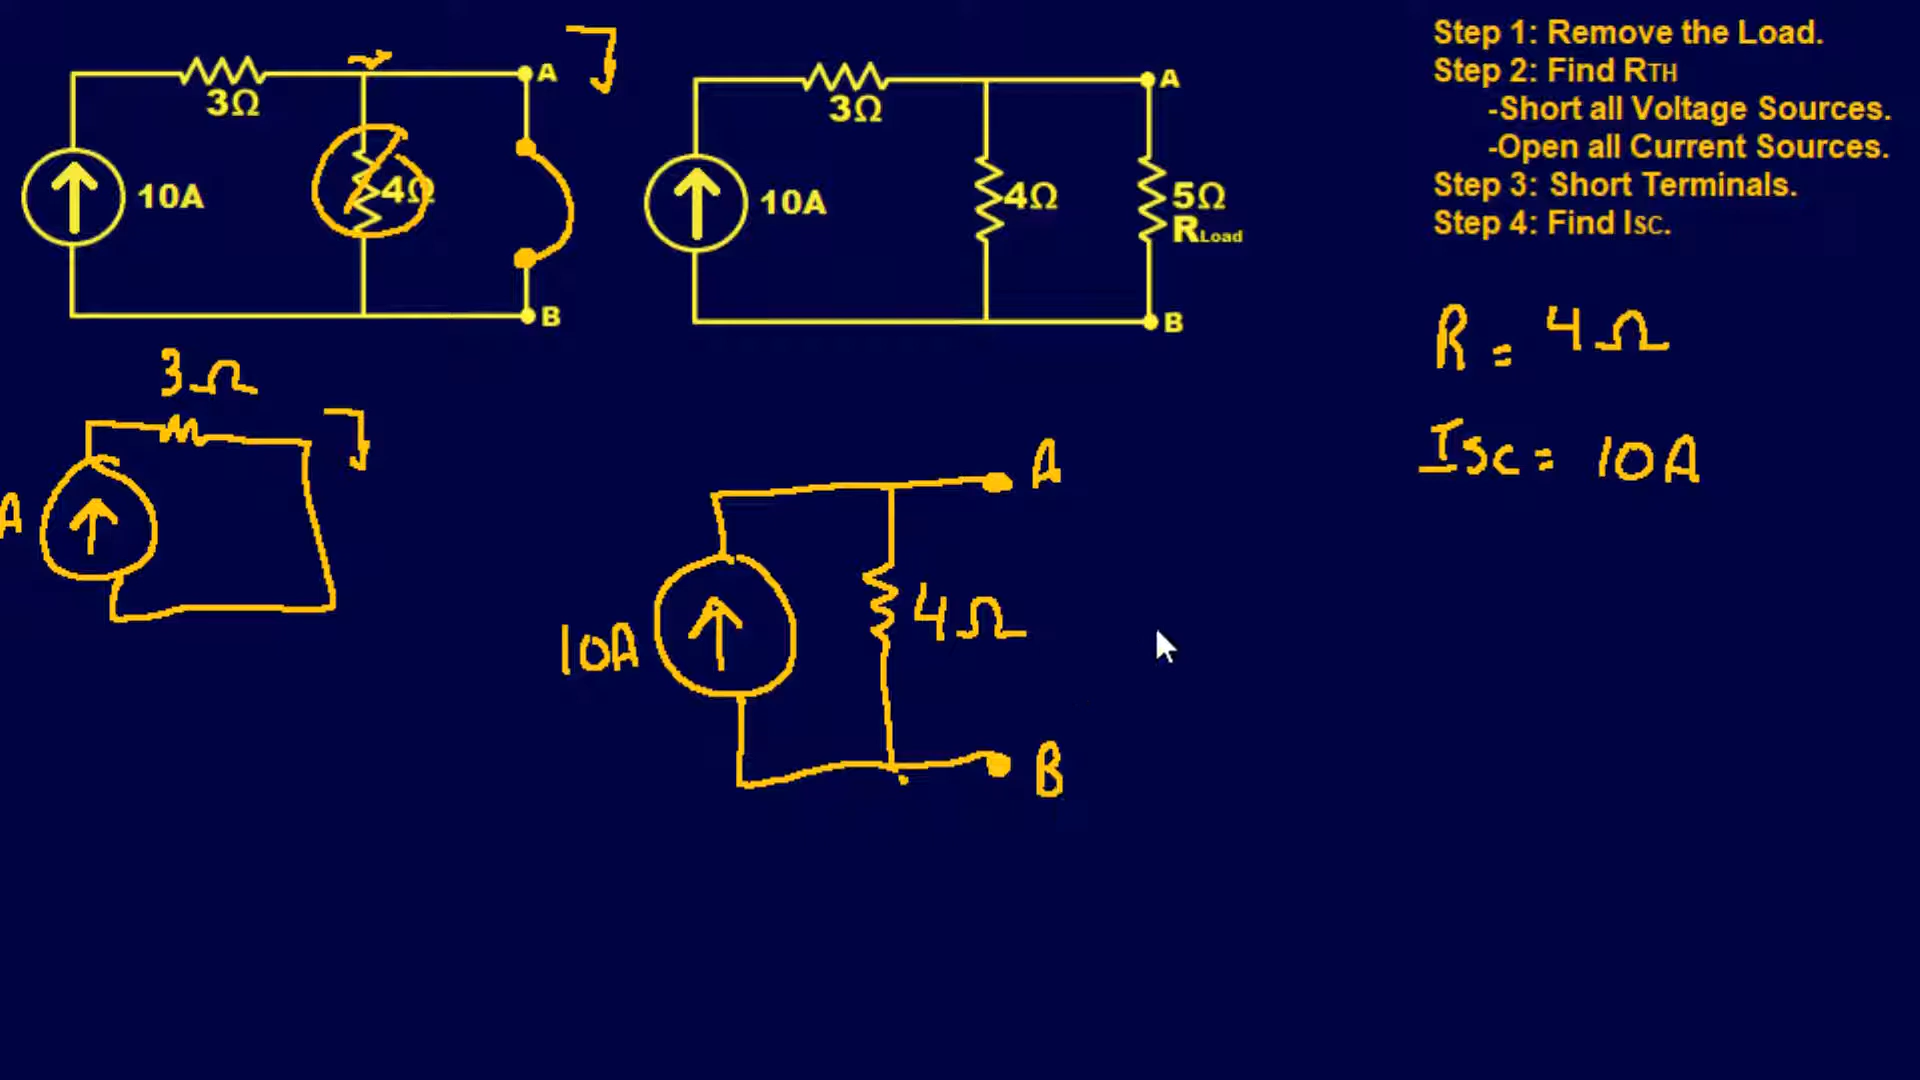 A
3Ω
10A
4Ω
B
A
3Ω
10A
4Ω
5Ω
RLoad
B
Step 1: Remove the Load.
Step 2: Find RTH
-Short all Voltage Sources.
-Open all Current Sources.
Step 3: Short Terminals.
Step 4: Find Isc.
R = 4Ω
Isc = 10A
3Ω
A
A
10A
4Ω
B